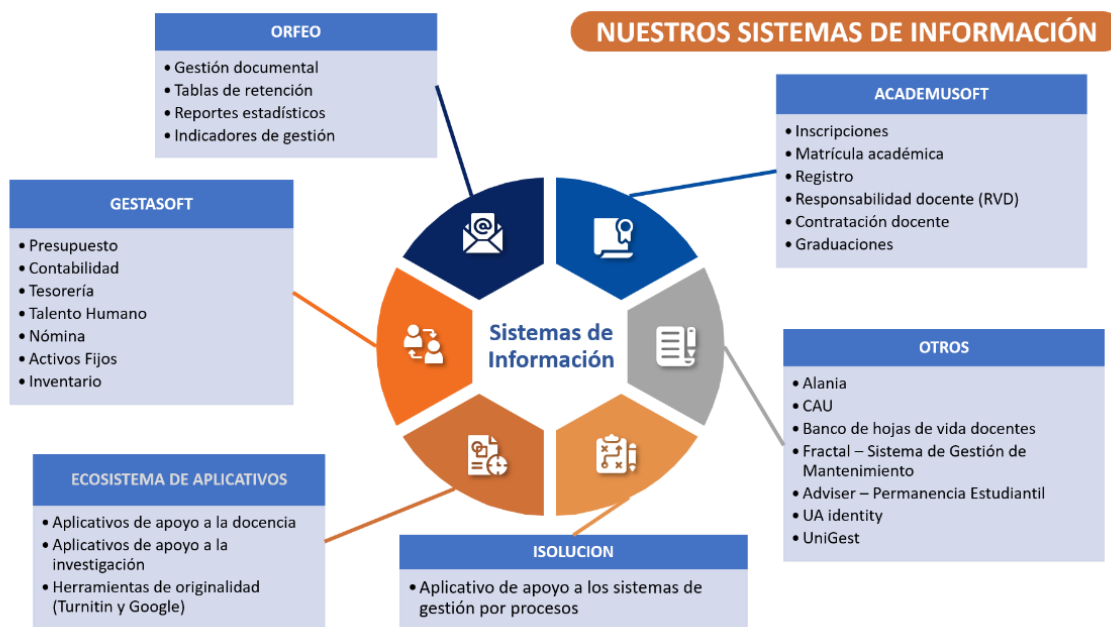 NUESTROS SISTEMAS DE INFORMACIÓN
ORFEO
• Gestión documental
• Tablas de retención
• Reportes estadísticos
• Indicadores de gestión
ACADEMUSOFT
• Inscripciones
• Matrícula académica
• Registro
• Responsabilidad docente (RVD)
• Contratación docente
• Graduaciones
GESTASOFT
• Presupuesto
• Contabilidad
• Tesorería
• Talento Humano
• Nómina
• Activos Fijos
• Inventario
Sistemas de
Información
OTROS
• Alania
• CAU
• Banco de hojas de vida docentes
• Fractal – Sistema de Gestión de
Mantenimiento
• Adviser – Permanencia Estudiantil
• UA identity
• UniGest
ECOSISTEMA DE APLICATIVOS
• Aplicativos de apoyo a la docencia
• Aplicativos de apoyo a la
investigación
• Herramientas de originalidad
(Turnitin y Google)
ISOLUCION
• Aplicativo de apoyo a los sistemas de
gestión por procesos